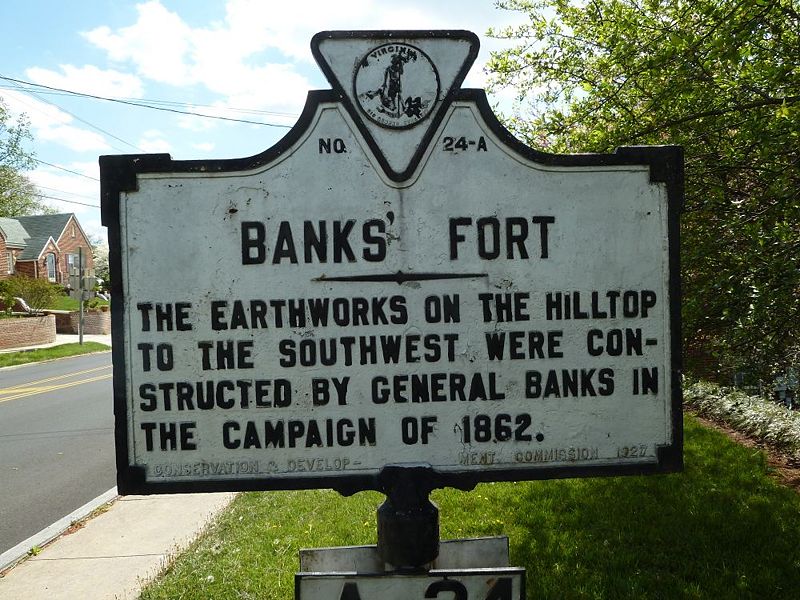 VIRGINIA
NO. 24-A
BANKS' FORT
THE EARTHWORKS ON THE HILLTOP
TO THE SOUTHWEST WERE CON-
STRUCTED BY GENERAL BANKS IN
THE CAMPAIGN OF 1862.
CONSERVATION & DEVELOP- MENT COMMISSION 1927